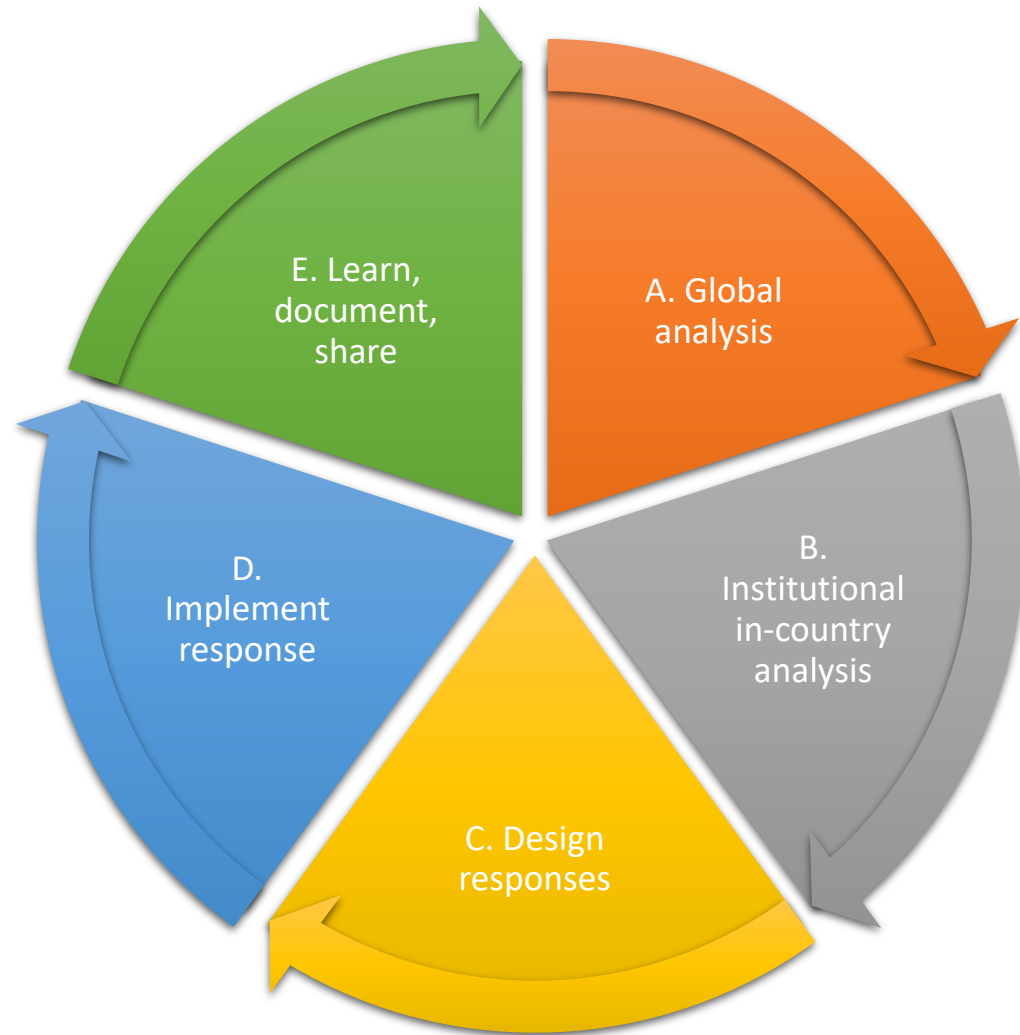 A. Global
analysis
B.
Institutional
in-country
analysis
C. Design
responses
D.
Implement
response
E. Learn,
document,
share